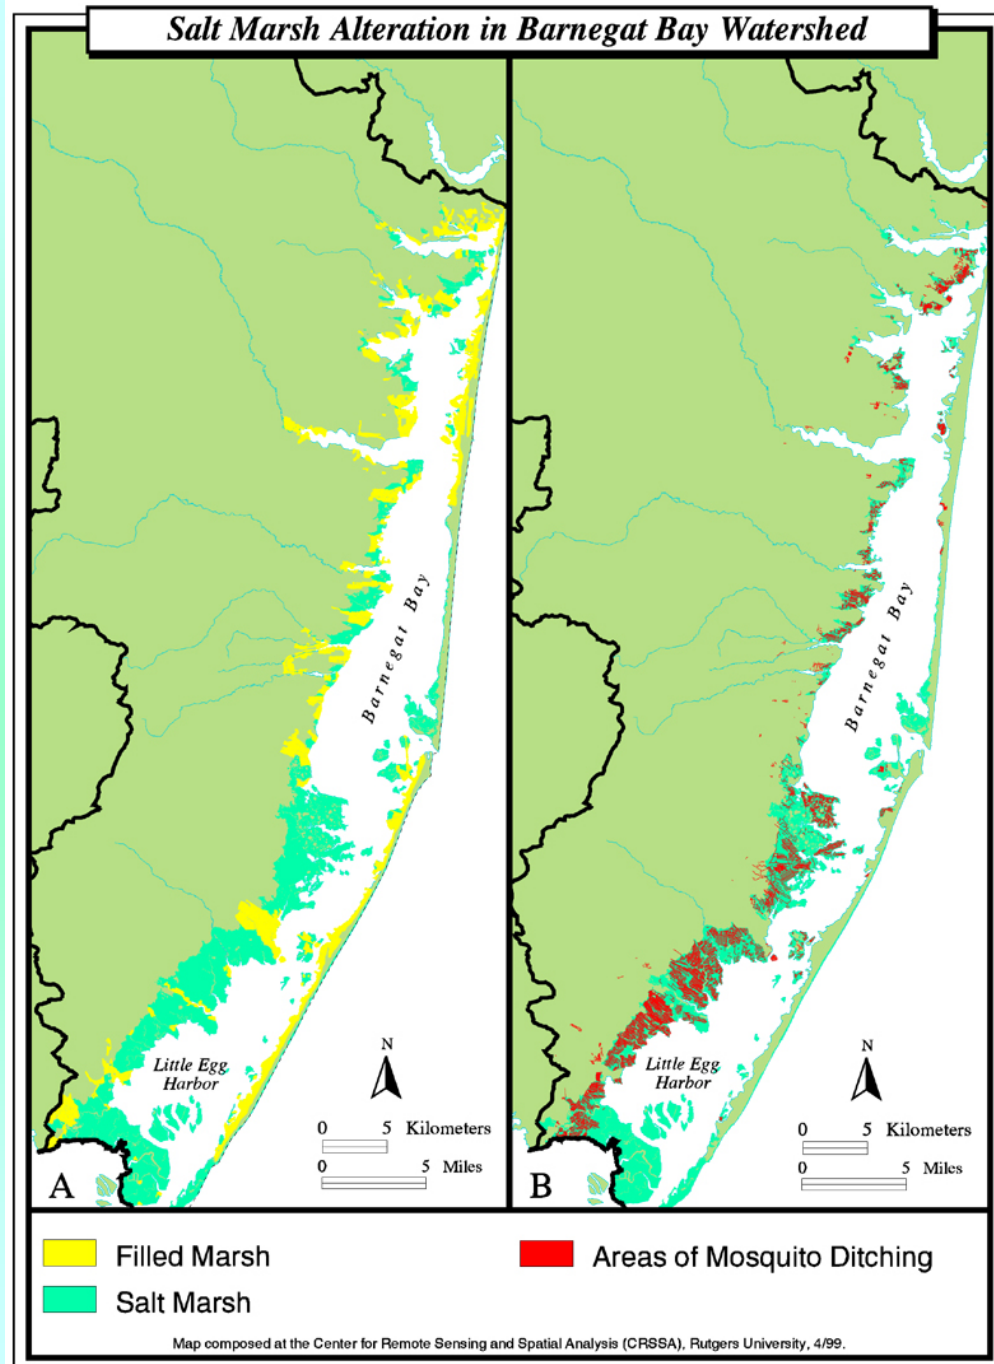 Salt Marsh Alteration in Barnegat Bay Watershed
Barnegat Bay
Little Egg
Harbor
N
0 5 Kilometers
0 5 Miles
A
Barnegat Bay
Little Egg
Harbor
N
0 5 Kilometers
0 5 Miles
B
Filled Marsh
Salt Marsh
Areas of Mosquito Ditching
Map composed at the Center for Remote Sensing and Spatial Analysis (CRSSA), Rutgers University, 4/99.